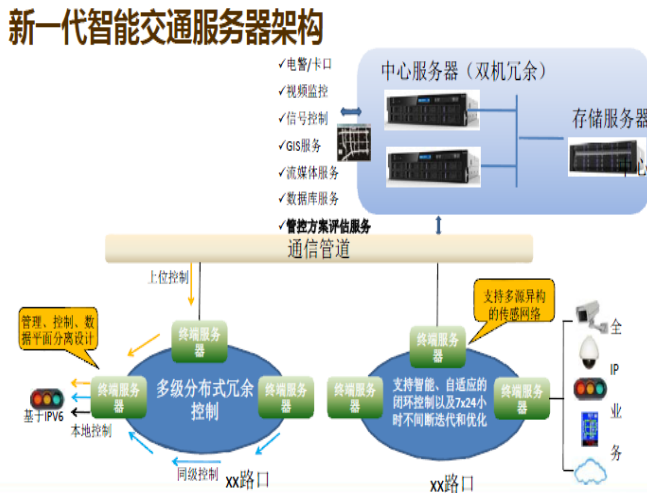 新一代智能交通服务器架构
✓电警/卡口
✓视频监控
✓信号控制
✓GIS服务
✓流媒体服务
✓数据库服务
✓管控方案评估服务
中心服务器（双机冗余）
存储服务器
中心
通信管道
上位控制
管理、控制、数
据平面分离设计
终端服务
器
终端服务
器
多级分布式冗余
控制
终端服务
器
基于IPV6
本地控制
同级控制
XX路口
支持多源异构
的传感网络
终端服务
器
终端服务
器
支持智能、自适应的
闭环控制以及7x24小
时不间断迭代和优化
终端服务
器
XX路口
全
IP
业
务